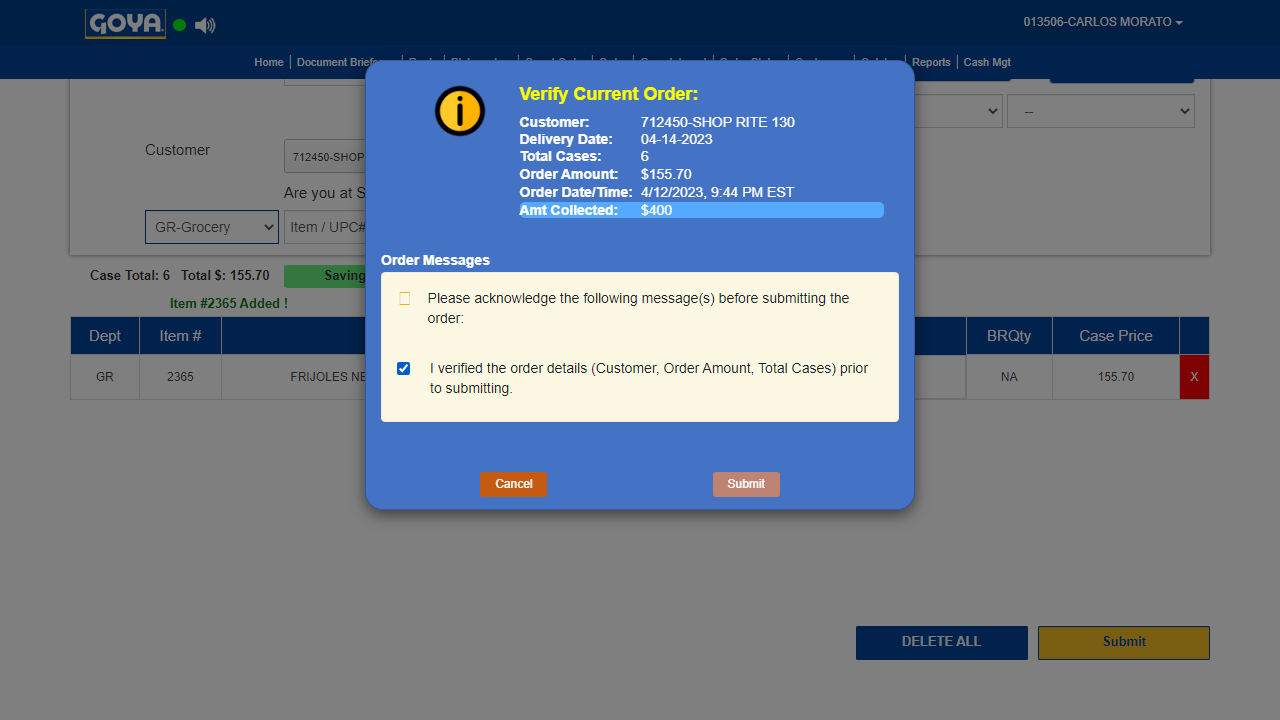 GOYA
013506-CARLOS MORATO
Home
Reports
Cash Mgt
Verify Current Order:
Customer: 712450-SHOP RITE 130
Delivery Date: 04-14-2023
Total Cases: 6
Order Amount: $155.70
Order Date/Time: 4/12/2023, 9:44 PM EST
Amt Collected: $400
--
Customer
712450-SHOP
Are you at S
GR-Grocery
Item / UPC#
Order Messages
Case Total: 6 Total $: 155.70
Saving
Item #2365 Added !
Please acknowledge the following message(s) before submitting the
order:
I verified the order details (Customer, Order Amount, Total Cases) prior
to submitting.
Dept Item # BRQty Case Price
GR 2365 FRIJOLES NE NA 155.70 X
Cancel
Submit
DELETE ALL
Submit